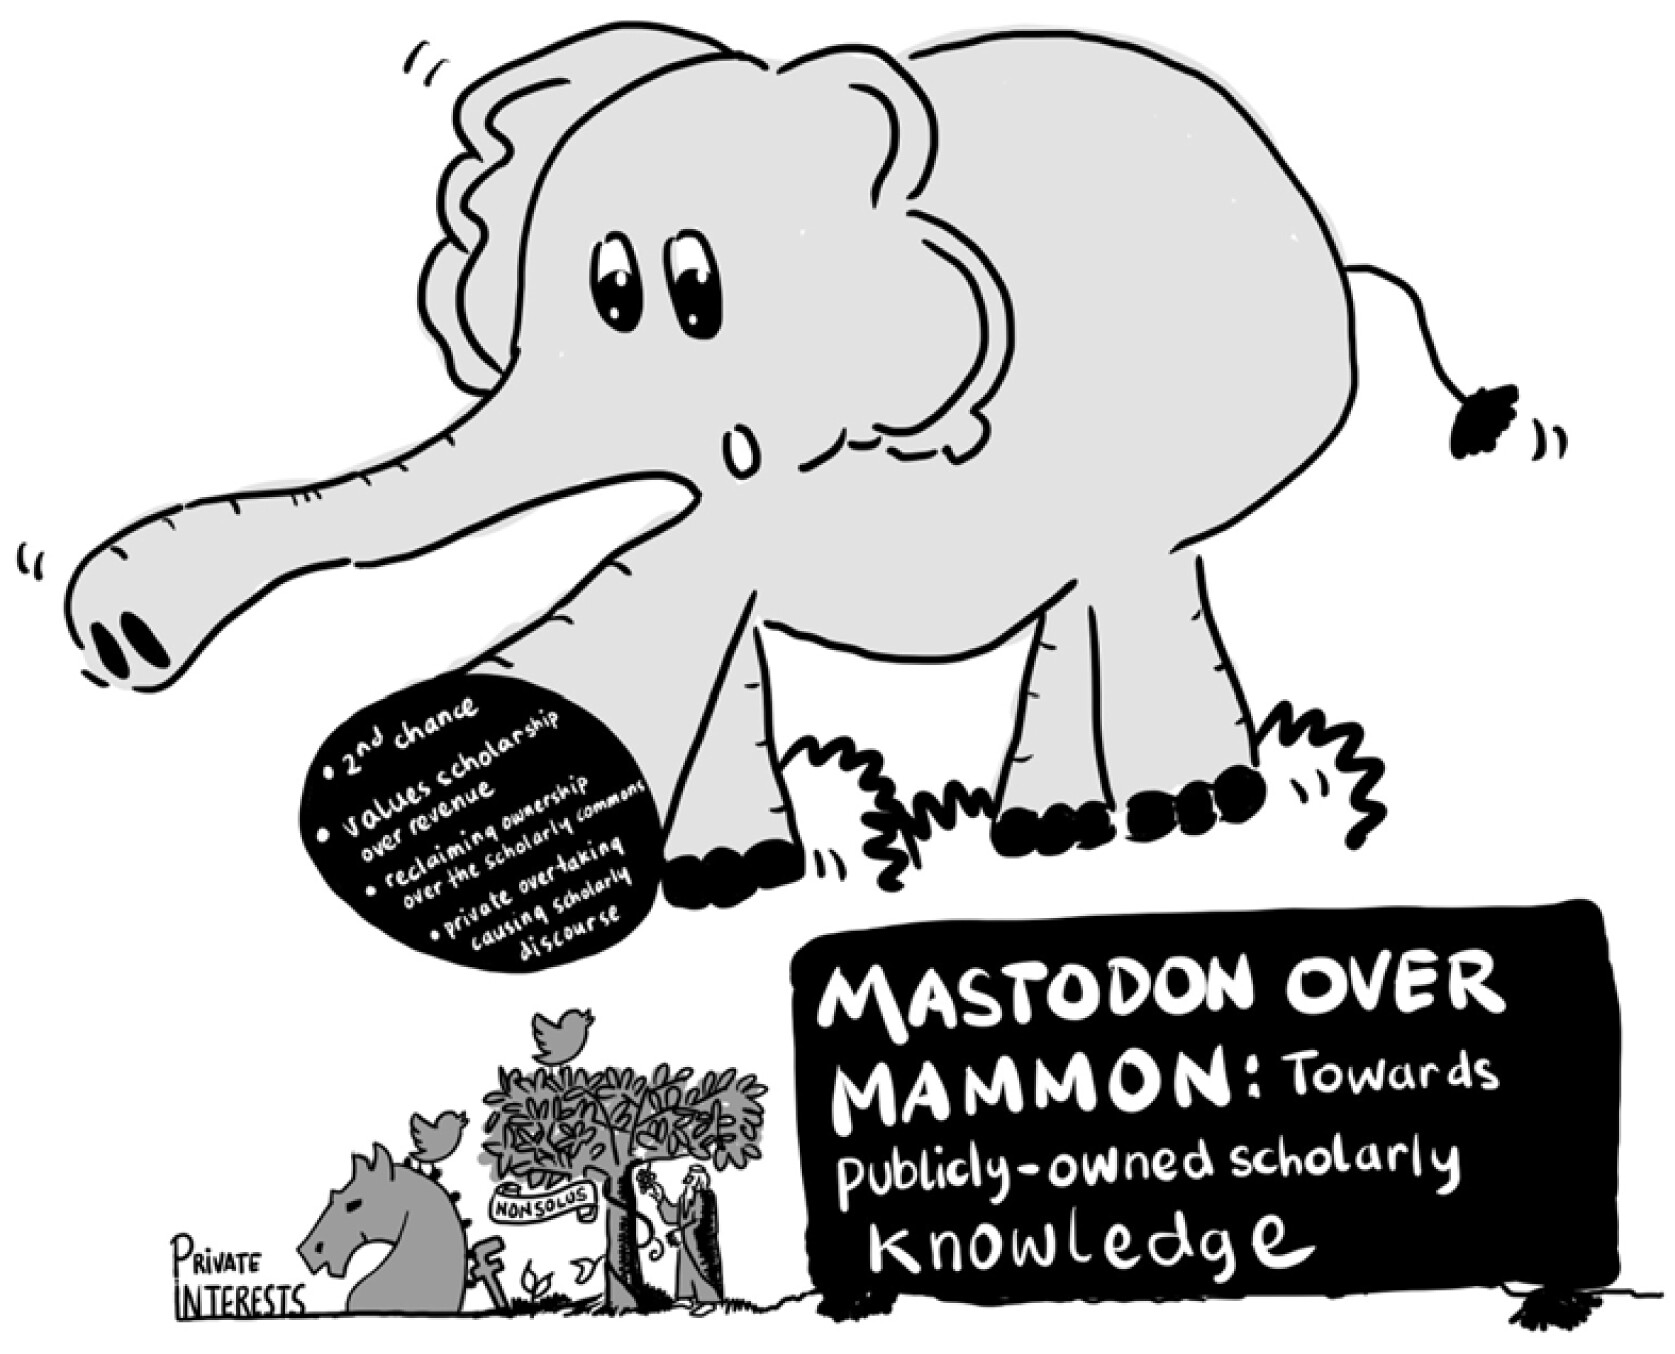 • 2nd chance
• values scholarship
over revenue
• reclaiming ownership
over the scholarly commons
• private overtaking
causing scholarly
discourse
MASTODON OVER
MAMMON: Towards
publicly-owned scholarly
knowledge
NON SOLUS
PRIVATE
INTERESTS